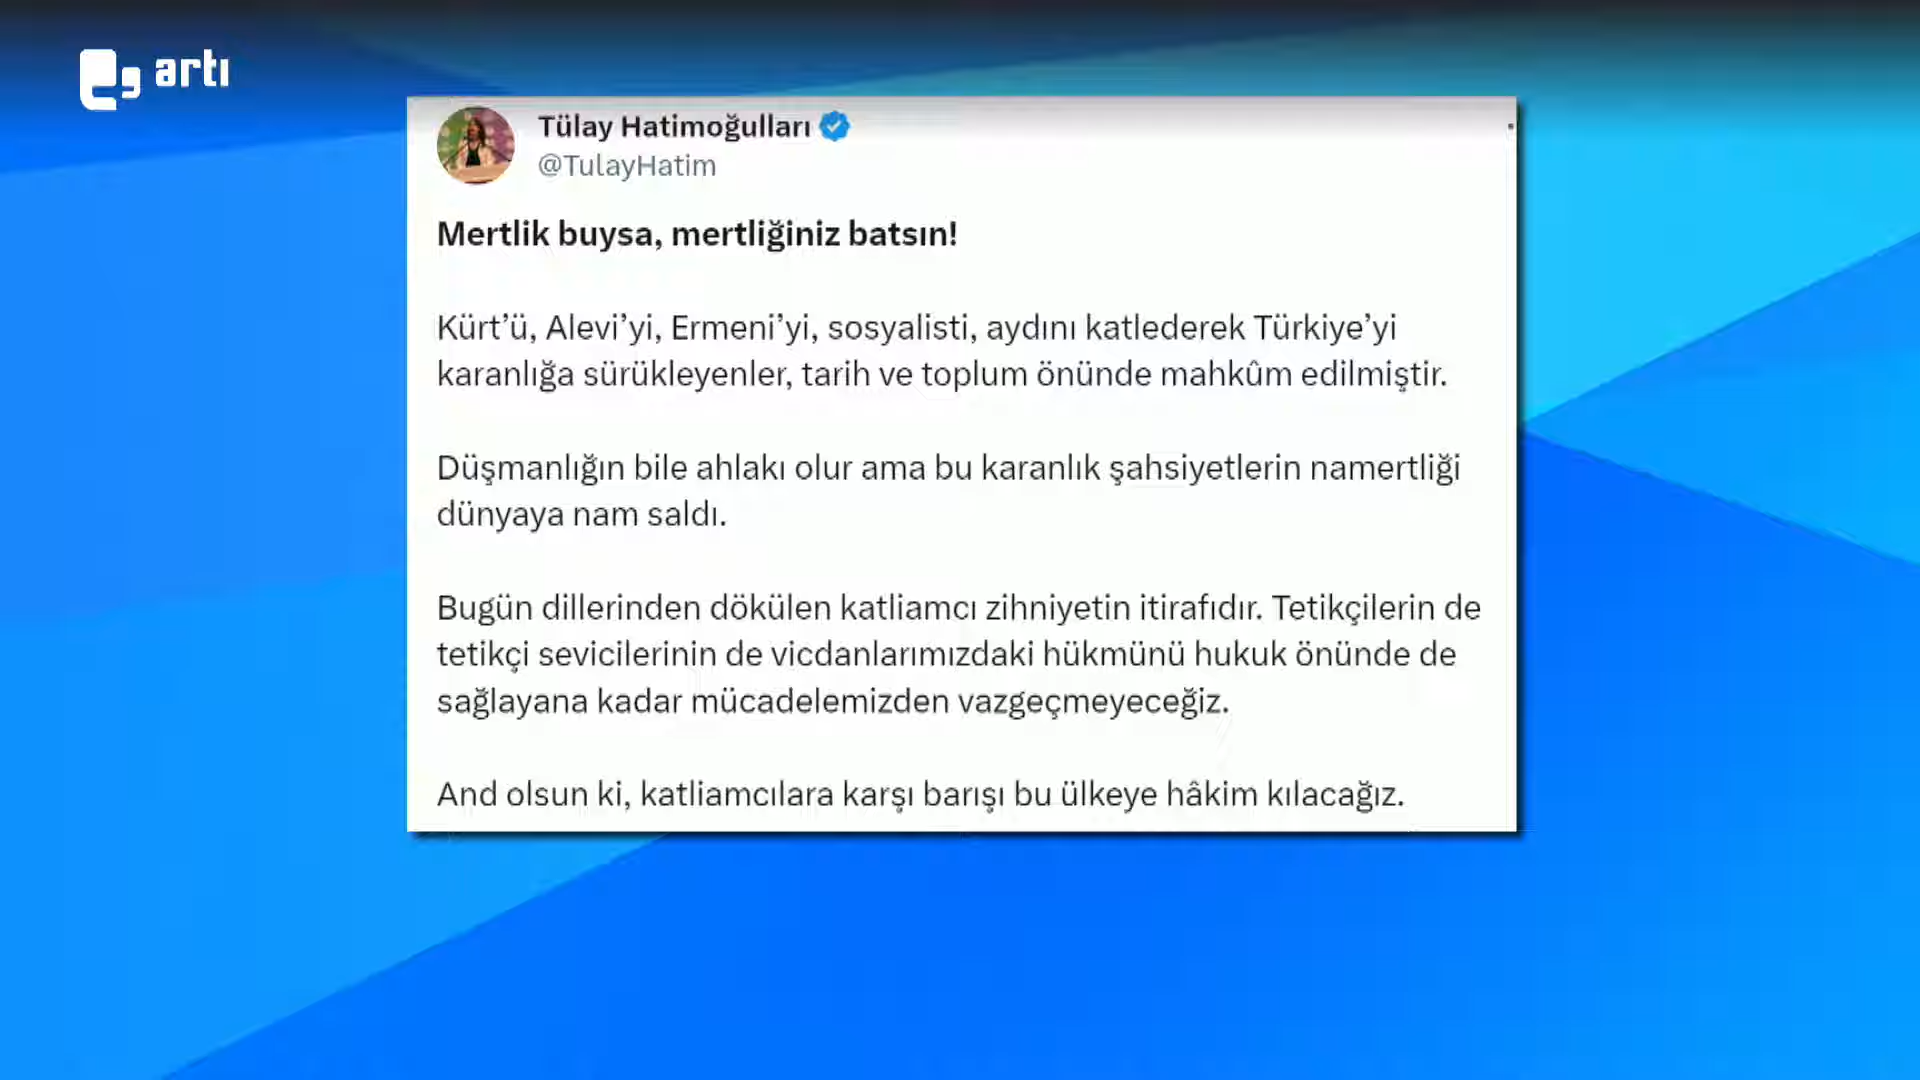 artı
Tülay Hatimoğulları
@TulayHatim
Mertlik buysa, mertliğiniz batsın!
Kürt’ü, Alevi’yi, Ermeni’yi, sosyalisti, aydını katlederek Türkiye’yi
karanlığa sürükleyenler, tarih ve toplum önünde mahkûm edilmiştir.
Düşmanlığın bile ahlakı olur ama bu karanlık şahsiyetlerin namertliği
dünyaya nam saldı.
Bugün dillerinden dökülen katliamcı zihniyetin itirafıdır. Tetikçilerin de
tetikçi sevicilerinin de vicdanlarımızdaki hükmünü hukuk önünde de
sağlayana kadar mücadelemizden vazgeçmeyeceğiz.
And olsun ki, katliamcılara karşı barışı bu ülkeye hâkim kılacağız.